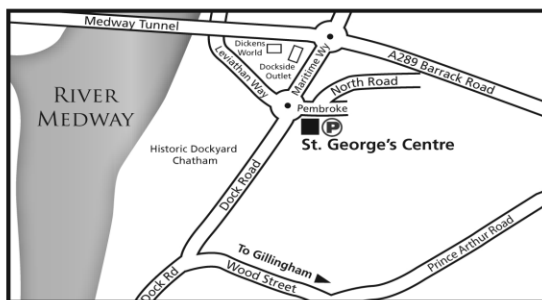 Medway Tunnel
Dickens
World
Dockside
Outlet
Maritime Wy
Leviathan Way
A289 Barrack Road
North Road
Pembroke
RIVER
MEDWAY
P
St. George's Centre
Historic Dockyard
Chatham
Dock Road
To Gillingham
Wood Street
Dock Rd
Prince Arthur Road